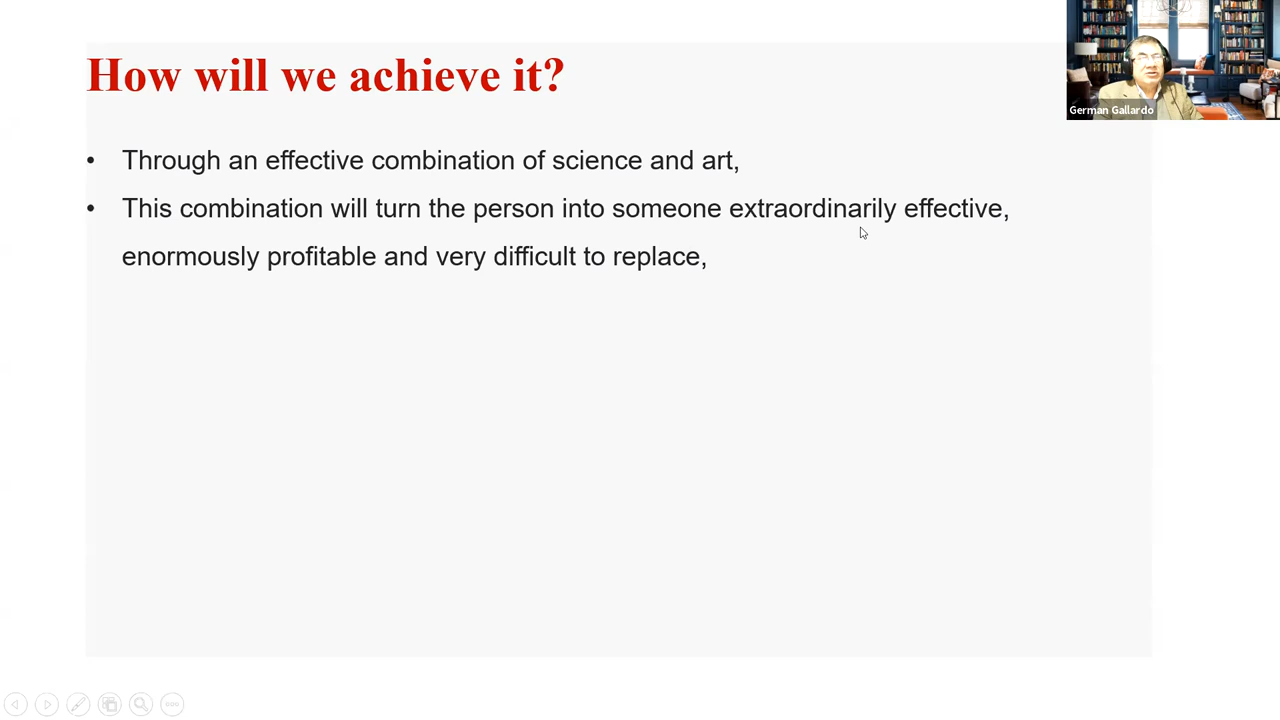 How will we achieve it?
German Gallardo
• Through an effective combination of science and art,
• This combination will turn the person into someone extraordinarily effective,
enormously profitable and very difficult to replace,